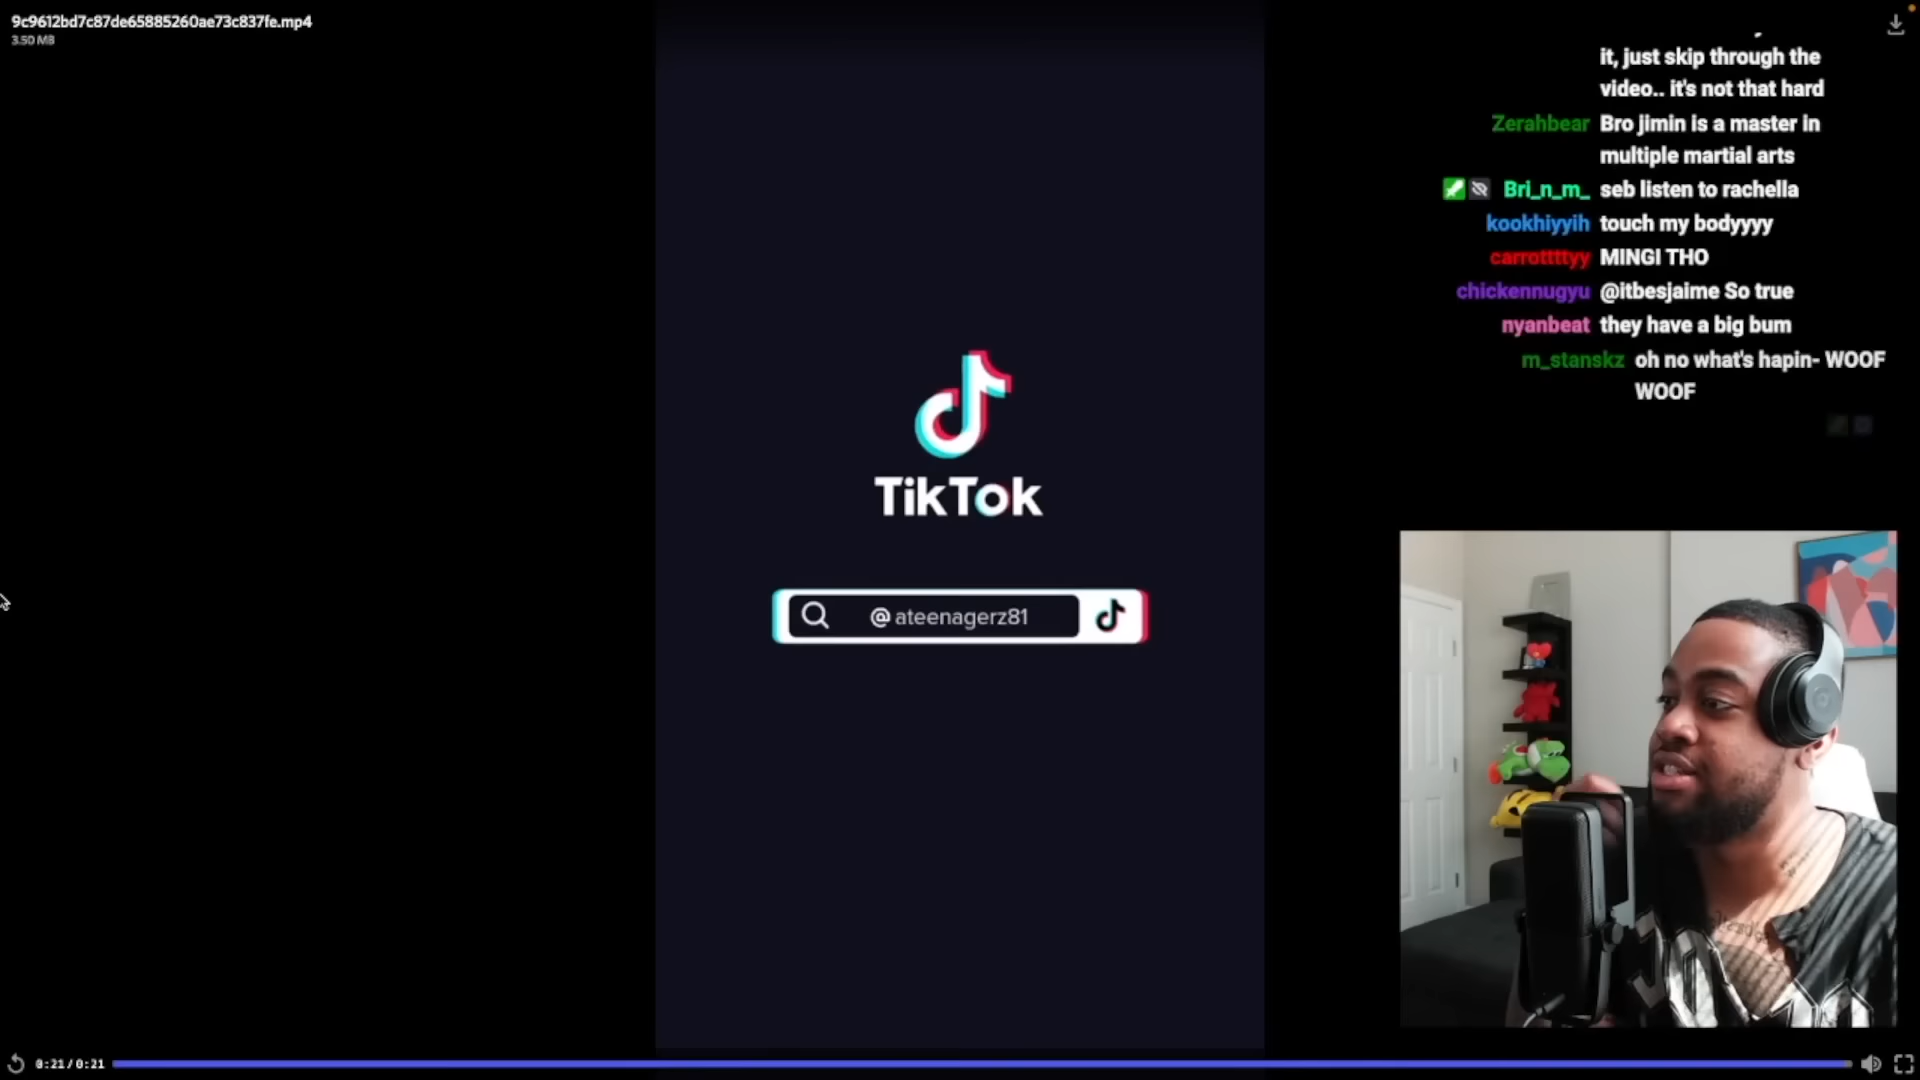 9c9612bd7c87de65885260ae73c837fe.mp4
3.50 MB
it, just skip through the
video.. it's not that hard
Zerahbear Bro jimin is a master in
multiple martial arts
Bri_n_m_ seb listen to rachella
kookhiyyih touch my bodyyyy
carrottttyy MINGI THO
chickennugyu @itbesjaime So true
nyanbeat they have a big bum
m_stanskz oh no what's hapin- WOOF
WOOF
TikTok
@ateenagerz81
0:21/0:21